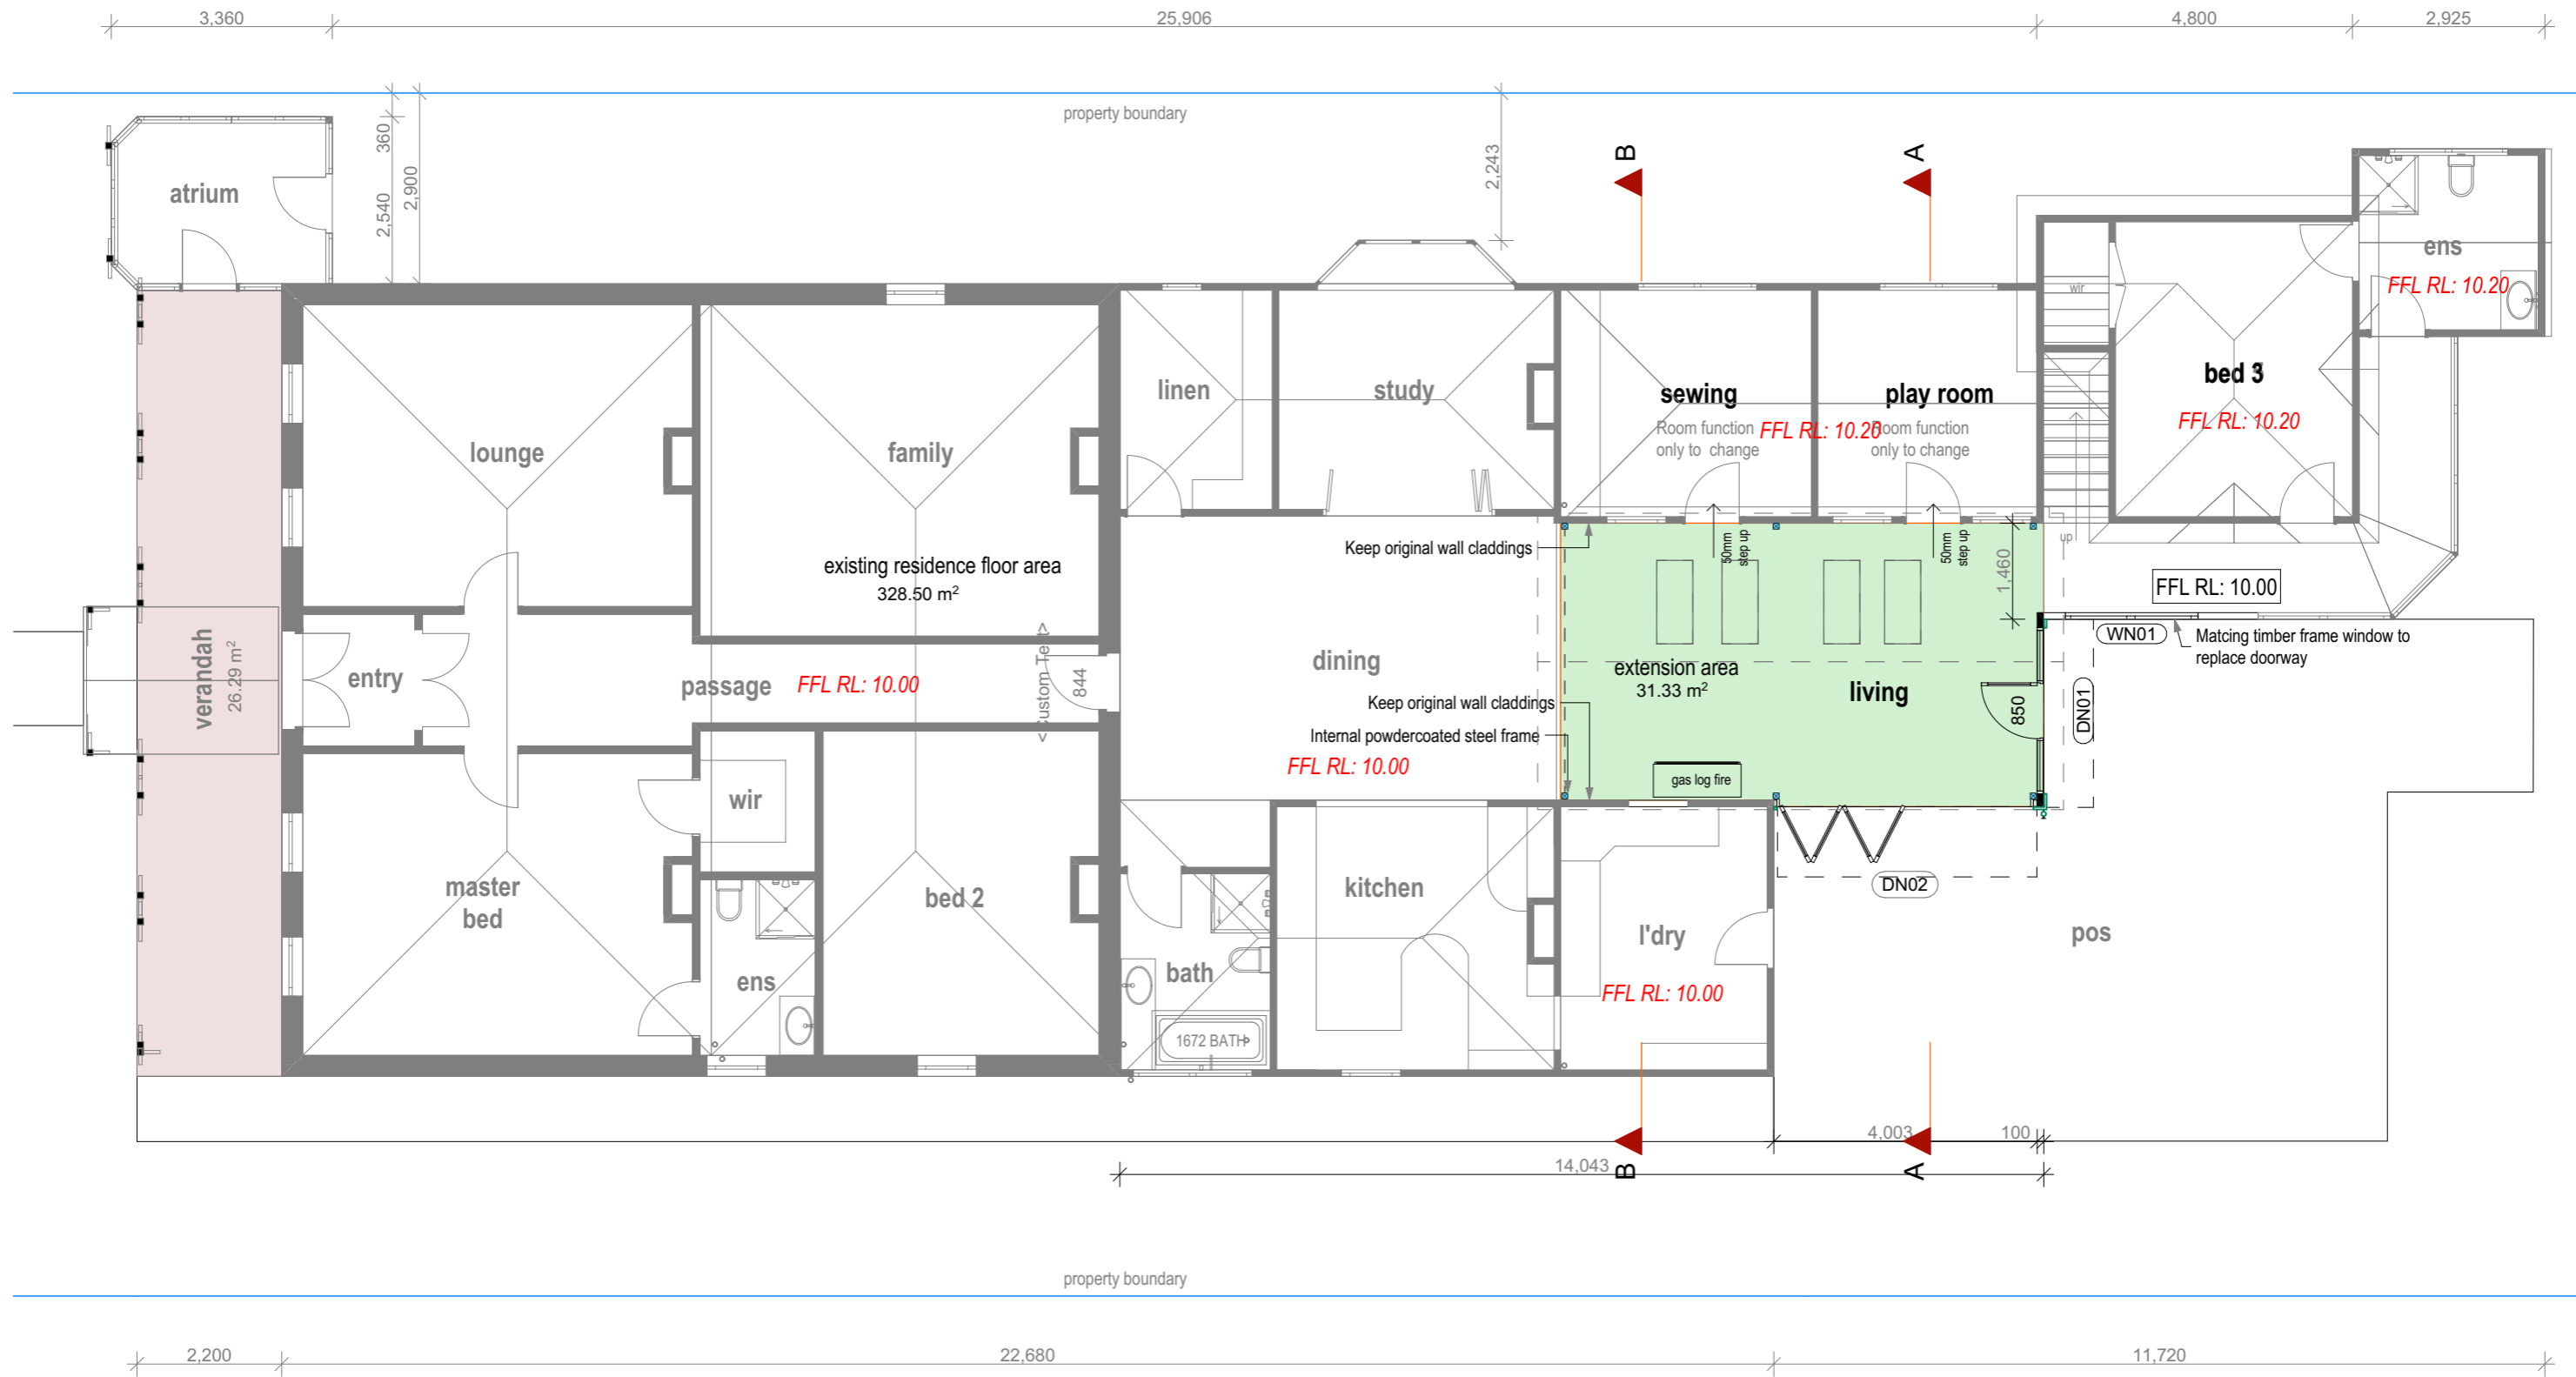 3,360
25,906
4,800
2,925
property boundary
360
2,540
2,900
2,243
B
A
atrium
ens
FFL RL: 10.20
wir
linen
study
sewing
play room
bed 3
Room function
only to change
FFL RL: 10.20
Room function
only to change
FFL RL: 10.20
lounge
family
existing residence floor area
328.50 m²
Keep original wall claddings
50mm
step up
50mm
step up
1,460
up
FFL RL: 10.00
WN01
Matcing timber frame window to
replace doorway
verandah
26.29 m²
entry
passage
FFL RL: 10.00
844
dining
extension area
31.33 m²
living
850
DN01
Keep original wall claddings
Internal powdercoated steel frame
FFL RL: 10.00
gas log fire
wir
master
bed
bed 2
kitchen
DN02
l'dry
pos
ens
bath
FFL RL: 10.00
1672 BATH
4,003
100
14,043
B
A
property boundary
2,200
22,680
11,720